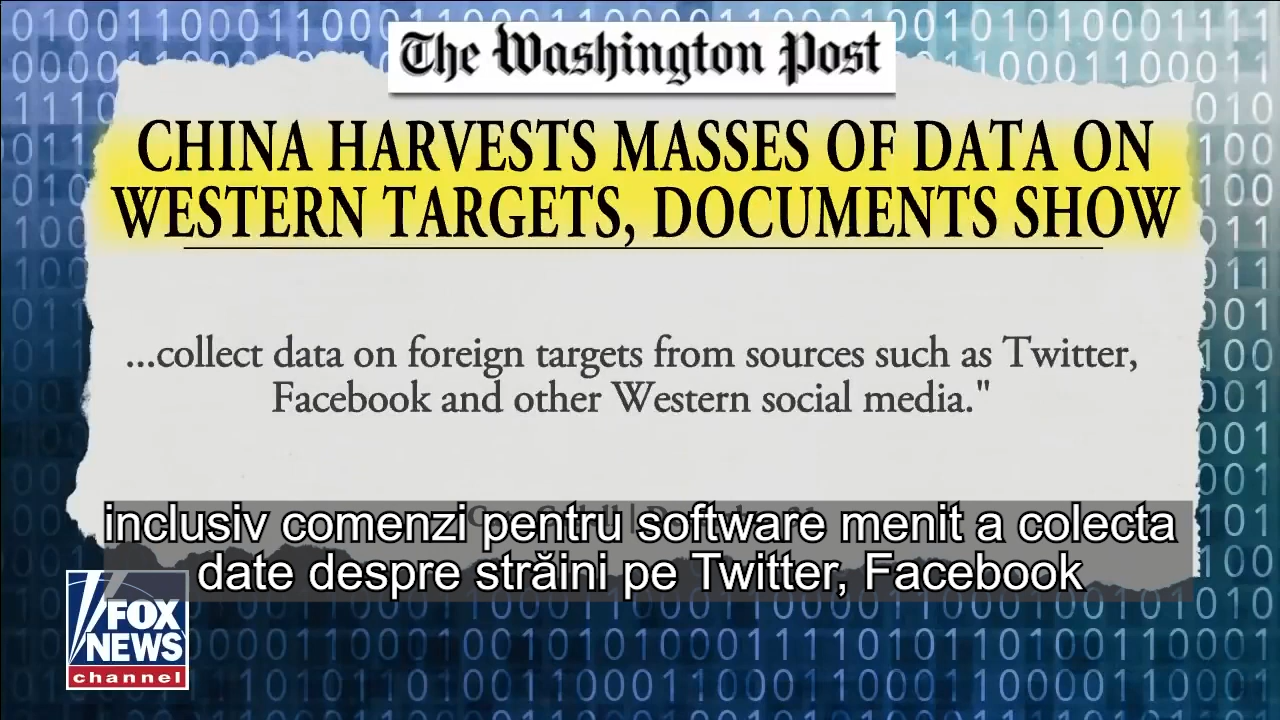 The Washington Post
CHINA HARVESTS MASSES OF DATA ON
WESTERN TARGETS, DOCUMENTS SHOW
...collect data on foreign targets from sources such as Twitter,
Facebook and other Western social media."
inclusiv comenzi pentru software menit a colecta
date despre străini pe Twitter, Facebook
FOX
NEWS
channel